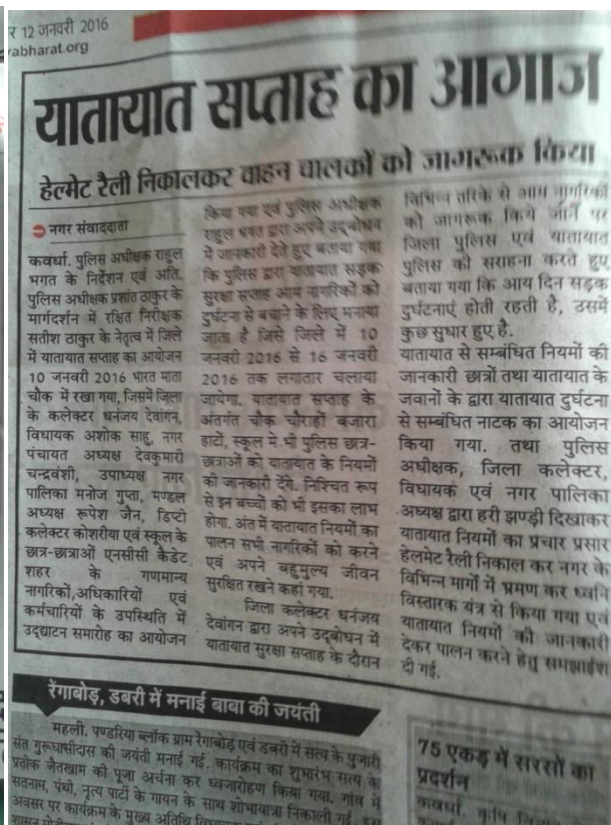 र 12 जनवरी 2016
vabharat.org
यातायात सप्ताह का आगाज
हेल्मेट रैली निकालकर वाहन चालकों को जागरूक किया
नगर संवाददाता
कवर्धा. पुलिस अधीक्षक राहुल
भगत के निर्देशन एवं अति.
पुलिस अधीक्षक प्रशांत ठाकुर के
मार्गदर्शन में रक्षित निरीक्षक
सतीश ठाकुर के नेतृत्व में जिले
में यातायात सप्ताह का आयोजन
10 जनवरी 2016 भारत माता
चौक में रखा गया, जिसमें जिला
के कलेक्टर धनंजय देवांगन,
विधायक अशोक साहु, नगर
पंचायत अध्यक्ष देवकुमारी
चन्द्रवंशी, उपाध्यक्ष नगर
पालिका मनोज गुप्ता, मण्डल
अध्यक्ष रूपेश जैन, डिप्टी
कलेक्टर कोशरीया एवं स्कूल के
छात्र-छात्राओं एनसीसी कैडेट.
शहर के गणमान्य
नागरिकों,अधिकारियों एवं
कर्मचारियों के उपस्थिति में
उद्घाटन समारोह का आयोजन
किया गया एवं पुलिस अधीक्षक
राहुल भगत द्वारा अपने उद्बोधन
में जानकारी देते हुए बताया गया
कि पुलिस द्वारा यातायात सड़क
सुरक्षा सप्ताह आम नागरिकों को
दुर्घटना से बचाने के लिए मनाया
जाता है जिसे जिले में 10
जनवरी 2016 से 16 जनवरी
2016 तक लगातार चलाया
जायेगा. यातायात सप्ताह के
अंतर्गत चौक चौराहों बजारा
हाटों, स्कूल मे भी पुलिस छात्र-
छात्राओं को यातायात के नियमों
की जानकारी देंगे. निश्चित रूप
से इन बच्चों को भी इसका लाभ
होगा. अंत में यातायात नियमों का
पालन सभी नागरिकों को करने
एवं अपने बहुमुल्य जीवन
सुरक्षित रखने कहां गया.
जिला कलेक्टर धनंजय
देवांगन द्वारा अपने उद्बोधन में
यातायात सुरक्षा सप्ताह के दौरान
विभिन्न तरिके से आम नागरिकों
को जागरूक किये जाने पर
जिला पुलिस एवं यातायात
पुलिस की सराहना करते हुए
बताया गया कि आय दिन सड़क
दुर्घटनाएं होती रहती है, उसमें
कुछ सुधार हुए है.
यातायात से सम्बंधित नियमों की
जानकारी छात्रों तथा यातायात के
जवानों के द्वारा यातायात दुर्घटना
से सम्बंधित नाटक का आयोजन
किया गया. तथा पुलिस
अधीक्षक, जिला कलेक्टर,
विधायक एवं नगर पालिका
अध्यक्ष द्वारा हरी झण्डी दिखाकर
यातायात नियमों का प्रचार प्रसार
हेलमेट रैली निकाल कर नगर के
विभिन्न मार्गो में भ्रमण कर ध्वनि
विस्तारक यंत्र से किया गया एवं
यातायात नियमों की जानकारी
देकर पालन करने हेतु समझाईश
दी गई.
रेंगाबोड़, डबरी में मनाई बाबा की जयंती
महली. पण्डरिया ब्लॉक ग्राम रेंगाबोड़ एवं डबरी में सत्य के पुजारी
संत गुरूघासीदास की जयंती मनाई गई. कार्यक्रम का शुभारंभ सत्य के
प्रतीक जैतखाम की पूजा अर्चना कर ध्वजारोहण किया गया. गांव में
सतनाम, पंथी, नृत्य पार्टी के गायन के साथ शोभायात्रा निकाली गई. इस
अवसर पर कार्यक्रम के मुख्य अतिथि
75 एकड़ में सरसों का
प्रदर्शन
कवर्धा. कृषि